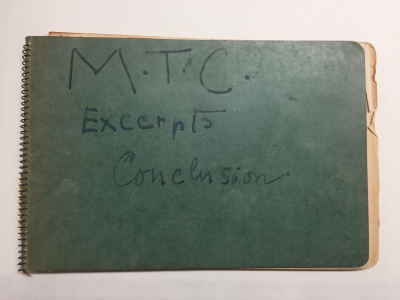 M.T.C.
Excerpts
Conclusion.